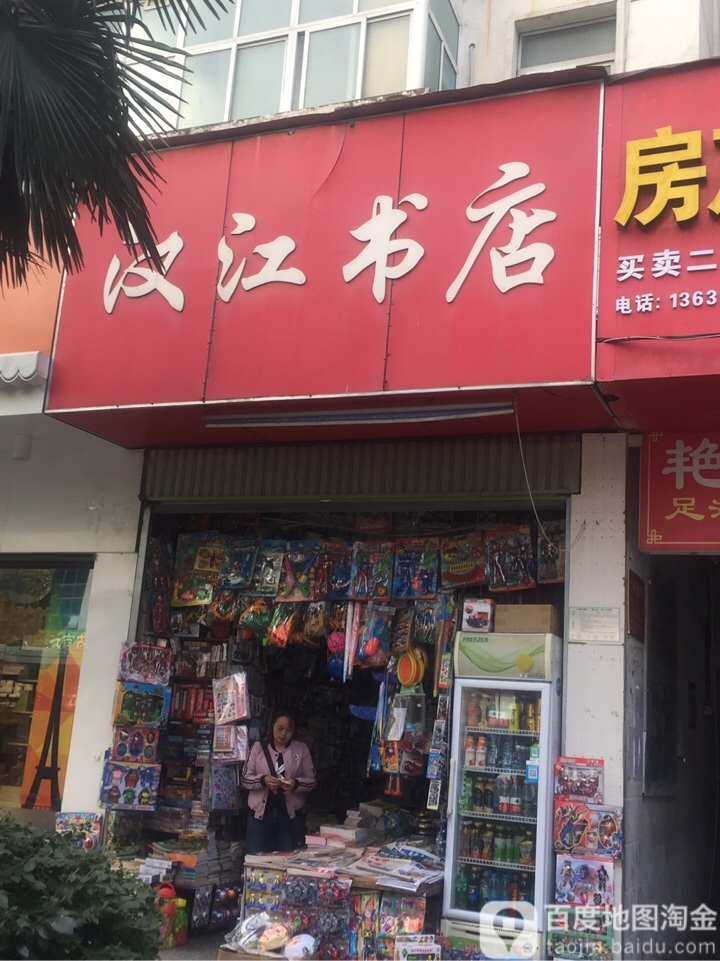 汉江书店
房
买卖二
电话: 1363
艳
足
FREEZER
百度地图淘金
taojin.baidu.com